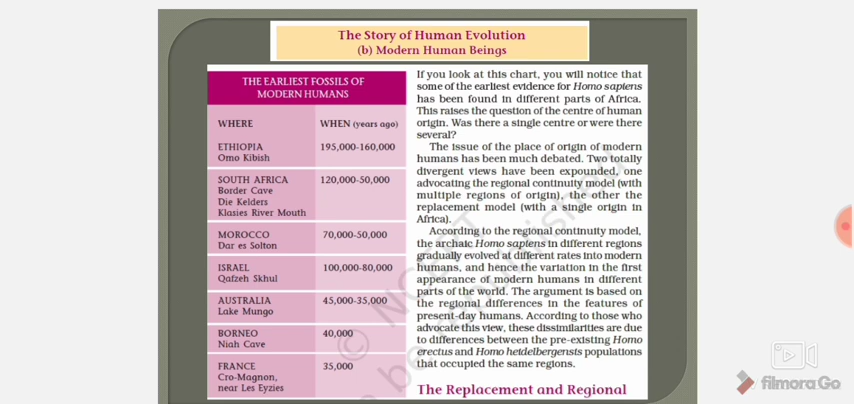 The Story of Human Evolution
(b) Modern Human Beings
THE EARLIEST FOSSILS OF
MODERN HUMANS
WHERE WHEN (years ago)
ETHIOPIA 195,000-160,000
Omo Kibish
SOUTH AFRICA 120,000-50,000
Border Cave
Die Kelders
Klasies River Mouth
MOROCCO 70,000-50,000
Dar es Solton
ISRAEL 100,000-80,000
Qafzeh Skhul
AUSTRALIA 45,000-35,000
Lake Mungo
BORNEO 40,000
Niah Cave
FRANCE 35,000
Cro-Magnon,
near Les Eyzies
If you look at this chart, you will notice that
some of the earliest evidence for Homo sapiens
has been found in different parts of Africa.
This raises the question of the centre of human
origin. Was there a single centre or were there
several?
The issue of the place of origin of modern
humans has been much debated. Two totally
divergent views have been expounded, one
advocating the regional continuity model (with
multiple regions of origin), the other the
replacement model (with a single origin in
Africa).
According to the regional continuity model,
the archaic Homo sapiens in different regions
gradually evolved at different rates into modern
humans, and hence the variation in the first
appearance of modern humans in different
parts of the world. The argument is based on
the regional differences in the features of
present-day humans. According to those who
advocate this view, these dissimilarities are due
to differences between the pre-existing Homo
erectus and Homo heidelbergensis populations
that occupied the same regions.
The Replacement and Regional
© NCERT
filmoraGo